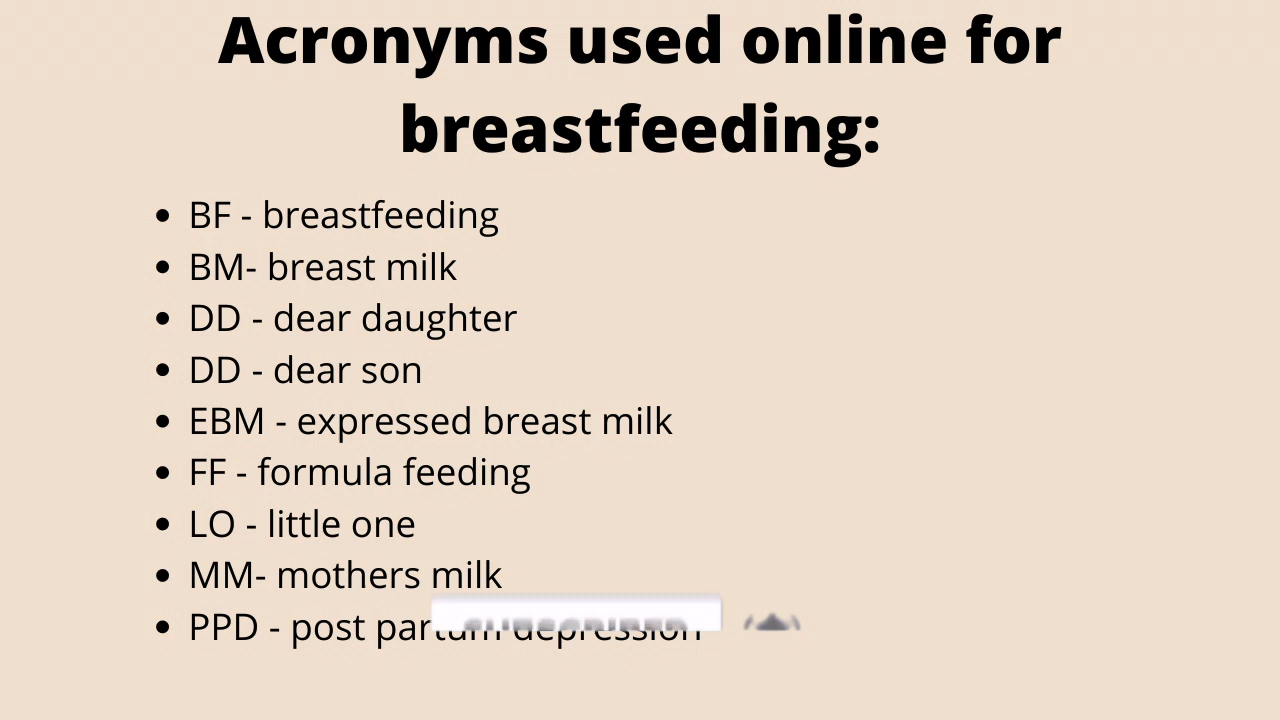 Acronyms used online for
breastfeeding:
• BF - breastfeeding
• BM- breast milk
• DD - dear daughter
• DD - dear son
• EBM - expressed breast milk
• FF - formula feeding
• LO - little one
• MM- mothers milk
• PPD - post partum depression